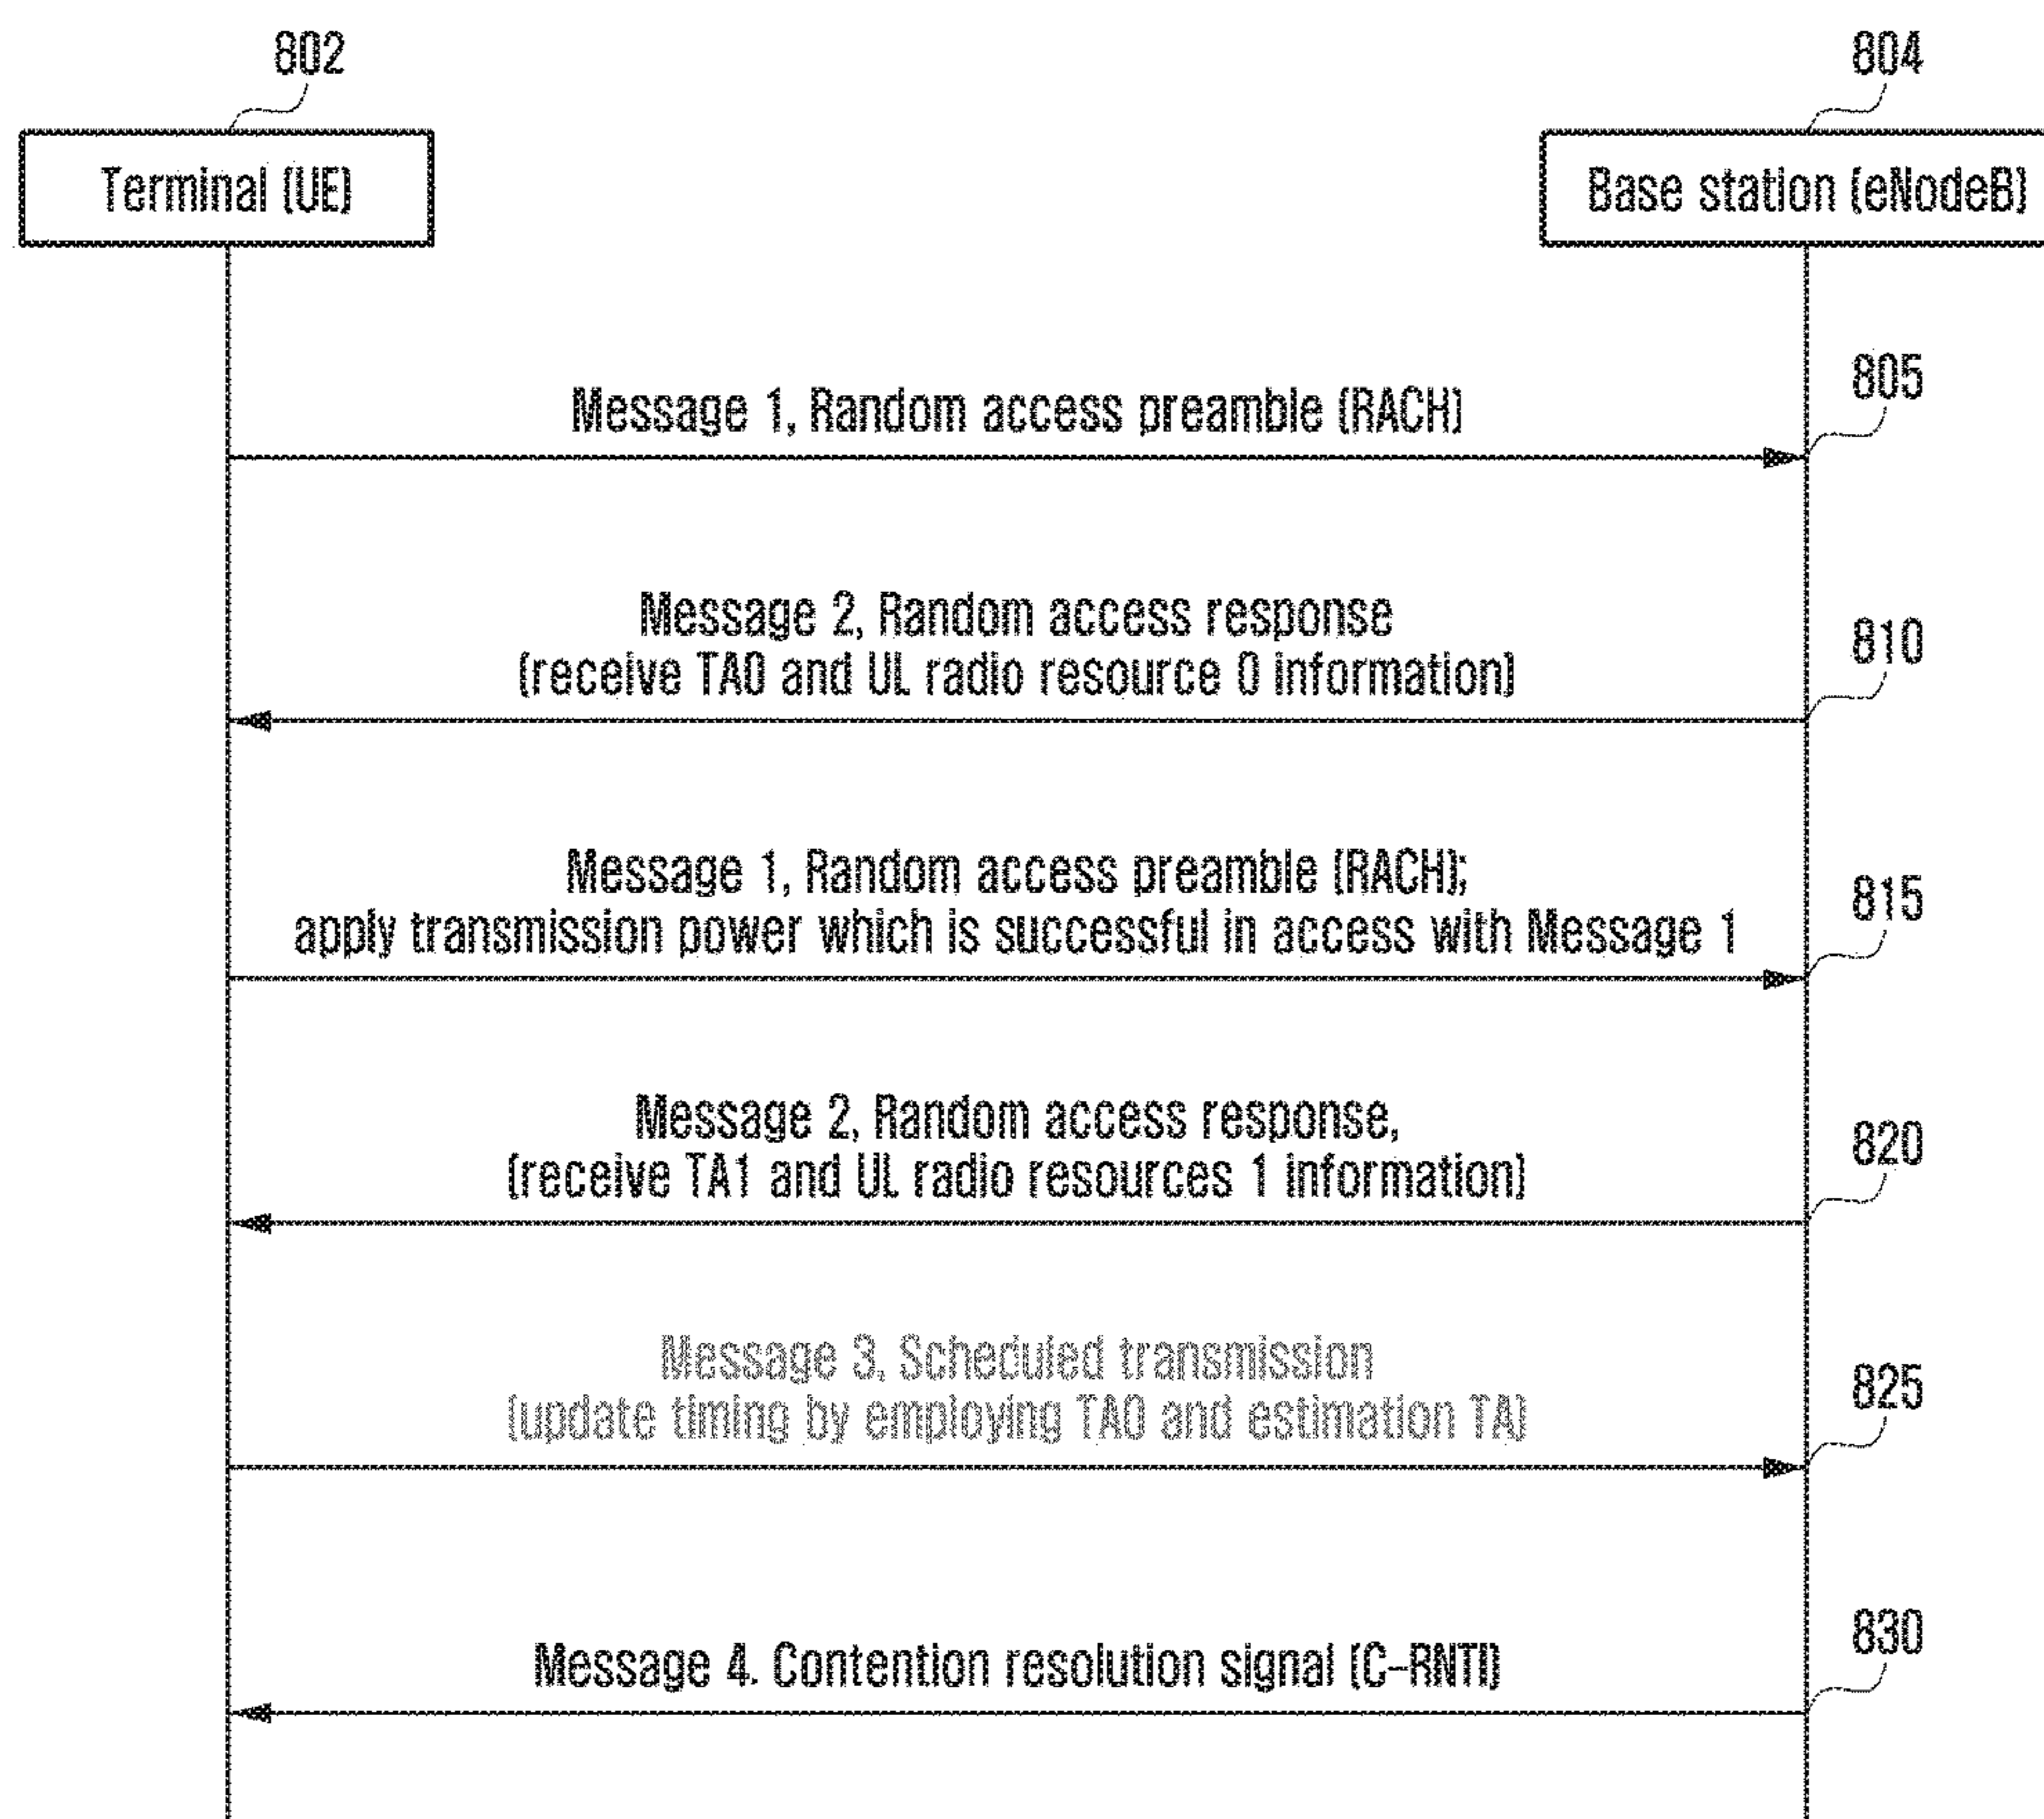 802
804
Terminal (UE)
Base station (eNodeB)
805
Message 1, Random access preamble (RACH)
810
Message 2, Random access response
(receive TA0 and UL radio resource 0 information)
815
Message 1, Random access preamble (RACH);
apply transmission power which is successful in access with Message 1
820
Message 2, Random access response,
(receive TA1 and UL radio resources 1 information)
825
Message 3, Scheduled transmission
(update timing by employing TA0 and estimation TA)
830
Message 4. Contention resolution signal (C-RNTI)